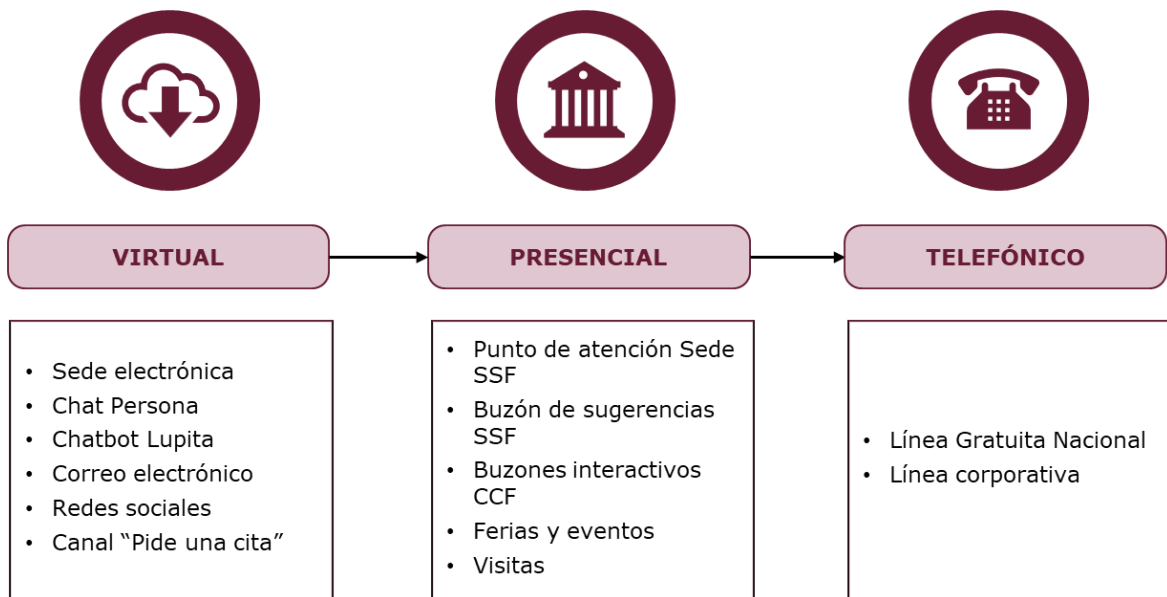 VIRTUAL
PRESENCIAL
TELEFÓNICO
• Sede electrónica
• Chat Persona
• Chatbot Lupita
• Correo electrónico
• Redes sociales
• Canal “Pide una cita”
• Punto de atención Sede
SSF
• Buzón de sugerencias
SSF
• Buzones interactivos
CCF
• Ferias y eventos
• Visitas
• Línea Gratuita Nacional
• Línea corporativa